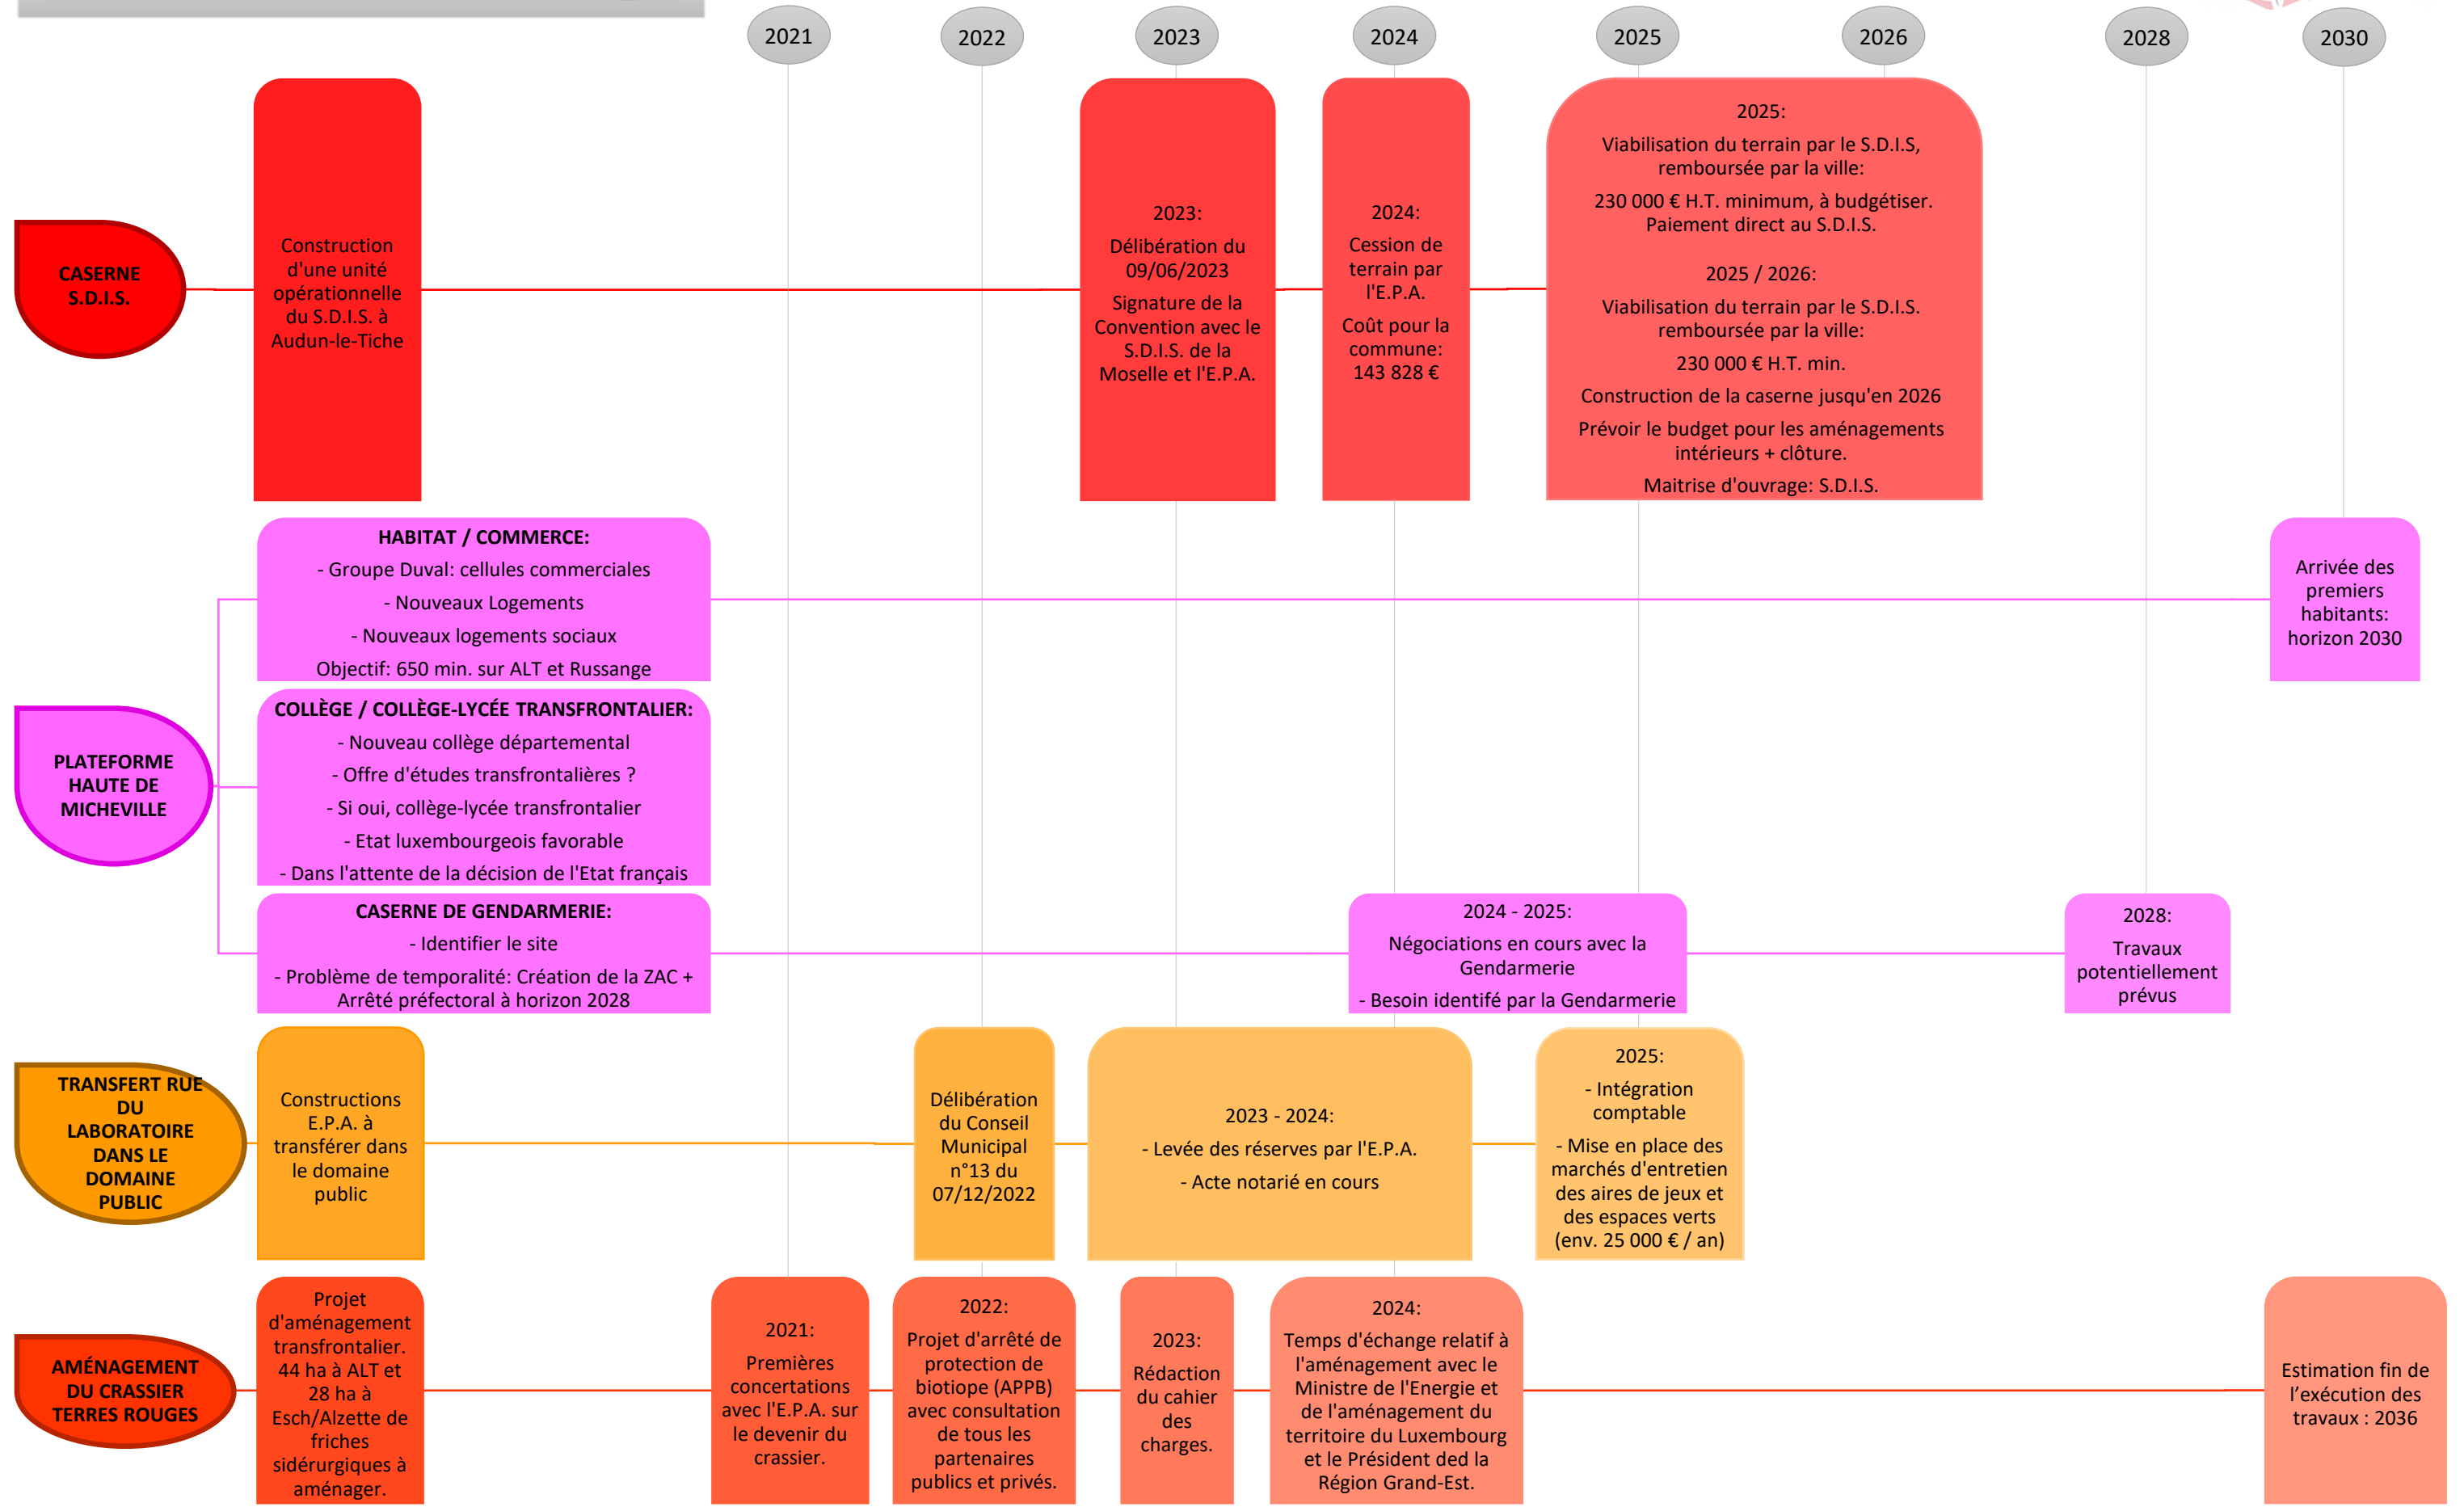 2021
2022
2023
2024
2025
2026
2028
2030
CASERNE
S.D.I.S.
Construction
d'une unité
opérationnelle
du S.D.I.S. à
Audun-le-Tiche
2023:
Délibération du
09/06/2023
Signature de la
Convention avec le
S.D.I.S. de la
Moselle et l'E.P.A.
2024:
Cession de
terrain par
l'E.P.A.
Coût pour la
commune:
143 828 €
2025:
Viabilisation du terrain par le S.D.I.S,
remboursée par la ville:
230 000 € H.T. minimum, à budgétiser.
Paiement direct au S.D.I.S.
2025 / 2026:
Viabilisation du terrain par le S.D.I.S.
remboursée par la ville:
230 000 € H.T. min.
Construction de la caserne jusqu'en 2026
Prévoir le budget pour les aménagements
intérieurs + clôture.
Maitrise d'ouvrage: S.D.I.S.
PLATEFORME
HAUTE DE
MICHEVILLE
HABITAT / COMMERCE:
- Groupe Duval: cellules commerciales
- Nouveaux Logements
- Nouveaux logements sociaux
Objectif: 650 min. sur ALT et Russange
Arrivée des
premiers
habitants:
horizon 2030
COLLÈGE / COLLÈGE-LYCÉE TRANSFRONTALIER:
- Nouveau collège départemental
- Offre d'études transfrontalières ?
- Si oui, collège-lycée transfrontalier
- Etat luxembourgeois favorable
- Dans l'attente de la décision de l'Etat français
CASERNE DE GENDARMERIE:
- Identifier le site
- Problème de temporalité: Création de la ZAC +
Arrêté préfectoral à horizon 2028
2024 - 2025:
Négociations en cours avec la
Gendarmerie
- Besoin identifé par la Gendarmerie
2028:
Travaux
potentiellement
prévus
TRANSFERT RUE
DU
LABORATOIRE
DANS LE
DOMAINE
PUBLIC
Constructions
E.P.A. à
transférer dans
le domaine
public
Délibération
du Conseil
Municipal
n°13 du
07/12/2022
2023 - 2024:
- Levée des réserves par l'E.P.A.
- Acte notarié en cours
2025:
- Intégration
comptable
- Mise en place des
marchés d'entretien
des aires de jeux et
des espaces verts
(env. 25 000 € / an)
AMÉNAGEMENT
DU CRASSIER
TERRES ROUGES
Projet
d'aménagement
transfrontalier.
44 ha à ALT et
28 ha à
Esch/Alzette de
friches
sidérurgiques à
aménager.
2021:
Premières
concertations
avec l'E.P.A. sur
le devenir du
crassier.
2022:
Projet d'arrêté de
protection de
biotiope (APPB)
avec consultation
de tous les
partenaires
publics et privés.
2023:
Rédaction
du cahier
des
charges.
2024:
Temps d'échange relatif à
l'aménagement avec le
Ministre de l'Energie et
de l'aménagement du
territoire du Luxembourg
et le Président ded la
Région Grand-Est.
Estimation fin de
l’exécution des
travaux : 2036